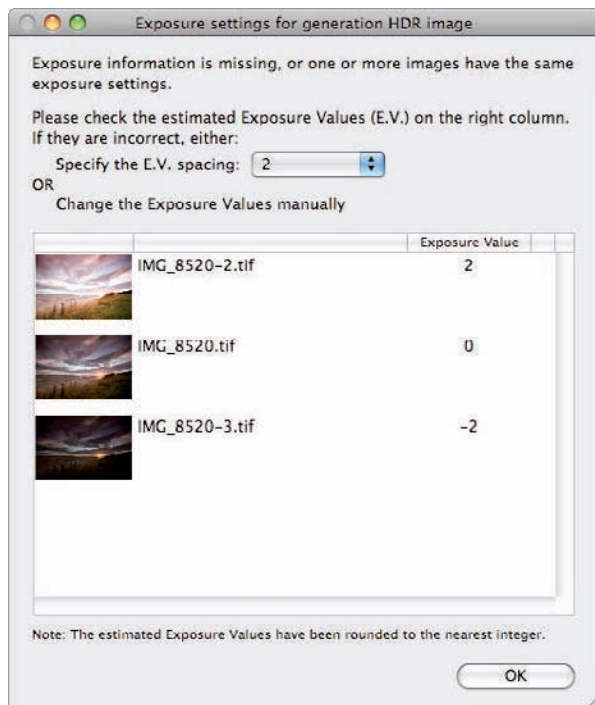 Exposure settings for generation HDR image
Exposure information is missing, or one or more images have the same
exposure settings.
Please check the estimated Exposure Values (E.V.) on the right column.
If they are incorrect, either:
Specify the E.V. spacing: 2
OR
Change the Exposure Values manually
Exposure Value
IMG_8520-2.tif 2
IMG_8520.tif 0
IMG_8520-3.tif -2
Note: The estimated Exposure Values have been rounded to the nearest integer.
OK